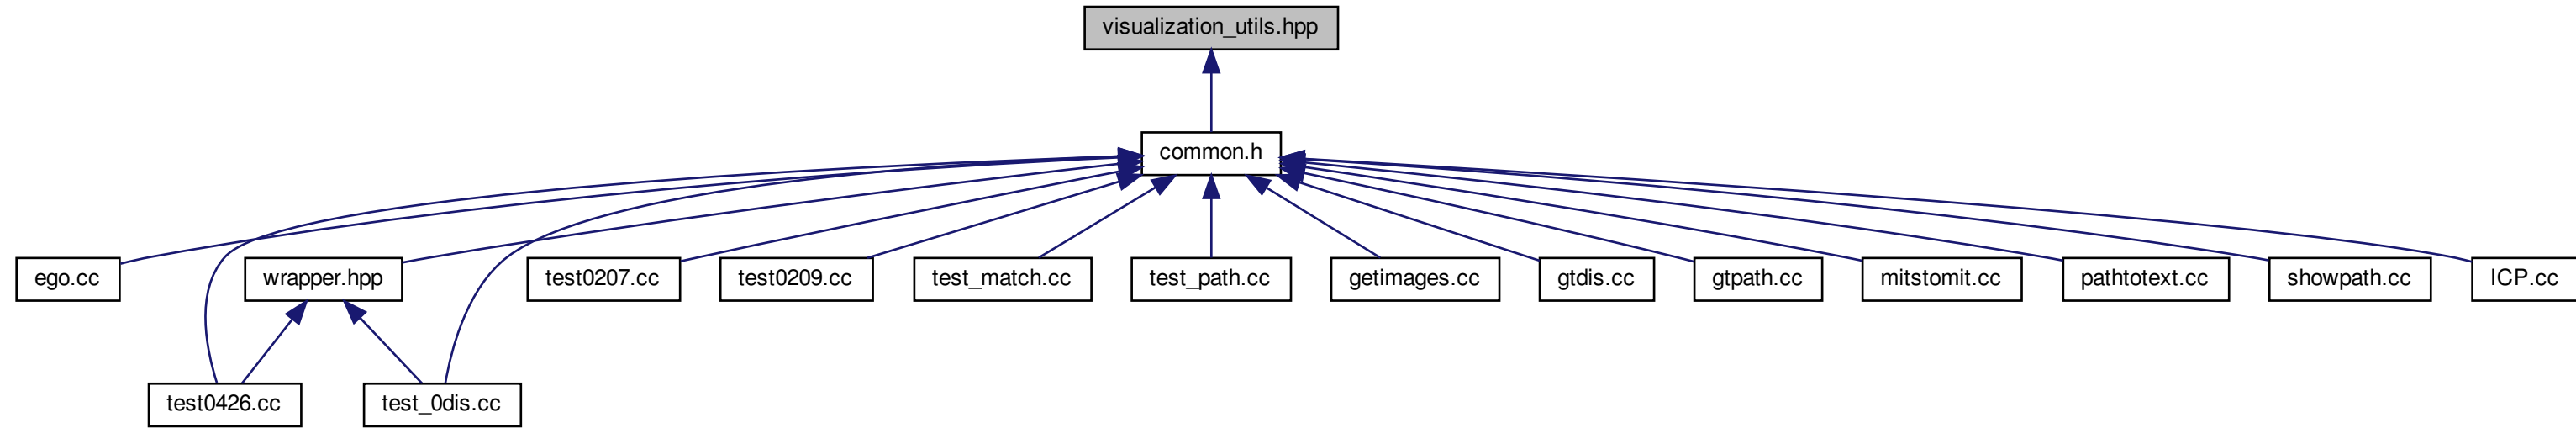 visualization_utils.hpp
common.h
ego.cc
wrapper.hpp
test0207.cc
test0209.cc
test_match.cc
test_path.cc
getimages.cc
gtdis.cc
gtpath.cc
mitstomit.cc
pathtotext.cc
showpath.cc
ICP.cc
test0426.cc
test_0dis.cc